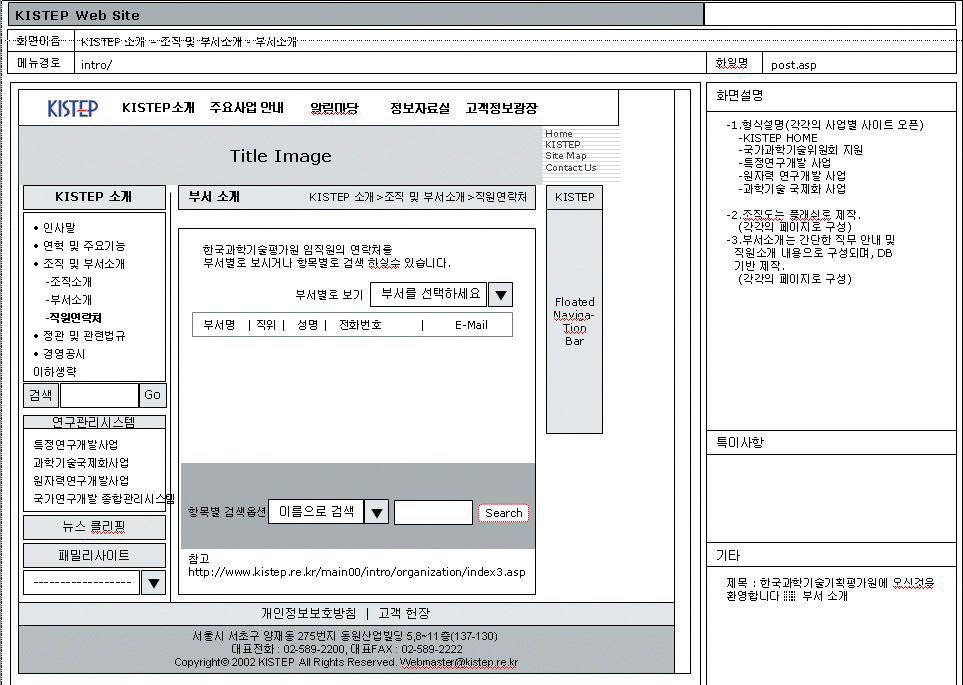 KISTEP Web Site
화면이름 KISTEP 소개 - 조직 및 부서소개 - 부서소개
메뉴경로 intro/ 화일명 post.asp
KISTEP KISTEP소개 주요사업 안내 알림마당 정보자료실 고객정보광장
Title Image
Home
KISTEP
Site Map
Contact Us
KISTEP 소개
• 인사말
• 연혁 및 주요기능
• 조직 및 부서소개
-조직소개
-부서소개
-직원연락처
• 정관 및 관련법규
• 경영공시
이하생략
검색 Go
연구관리시스템
특정연구개발사업
과학기술국제화사업
원자력연구개발사업
국가연구개발 종합관리시스템
뉴스 클리핑
패밀리사이트
------------------ ▼
부서 소개 KISTEP 소개>조직 및 부서소개>직원연락처
한국과학기술평가원 임직원의 연락처을
부서별로 보시거나 항목별로 검색 하실수 있습니다.
부서별로 보기 부서를 선택하세요 ▼
부서명 | 직위 | 성명 | 전화번호 | E-Mail
항목별 검색옵션 이름으로 검색 ▼ Search
참고
http://www.kistep.re.kr/main00/intro/organization/index3.asp
KISTEP
Floated
Naviga-
Tion
Bar
개인정보보호방침 | 고객 헌장
서울시 서초구 양재동 275번지 동원산업빌딩 5,8~11층(137-130)
대표전화 : 02-589-2200, 대표FAX : 02-589-2222
Copyright© 2002 KISTEP All Rights Reserved. Webmaster@kistep.re.kr
화면설명
-1.형식설명(각각의 사업별 사이트 오픈)
-KISTEP HOME
-국가과학기술위원회 지원
-특정연구개발 사업
-원자력 연구개발 사업
-과학기술 국제화 사업
-2.조직도는 플래쉬로 제작.
(각각의 페이지로 구성)
-3.부서소개는 간단한 직무 안내 및
직원소개 내용으로 구성되며, DB
기반 제작.
(각각의 페이지로 구성)
특이사항
기타
제목 : 한국과학기술기획평가원에 오신것을
환영합니다 부서 소개